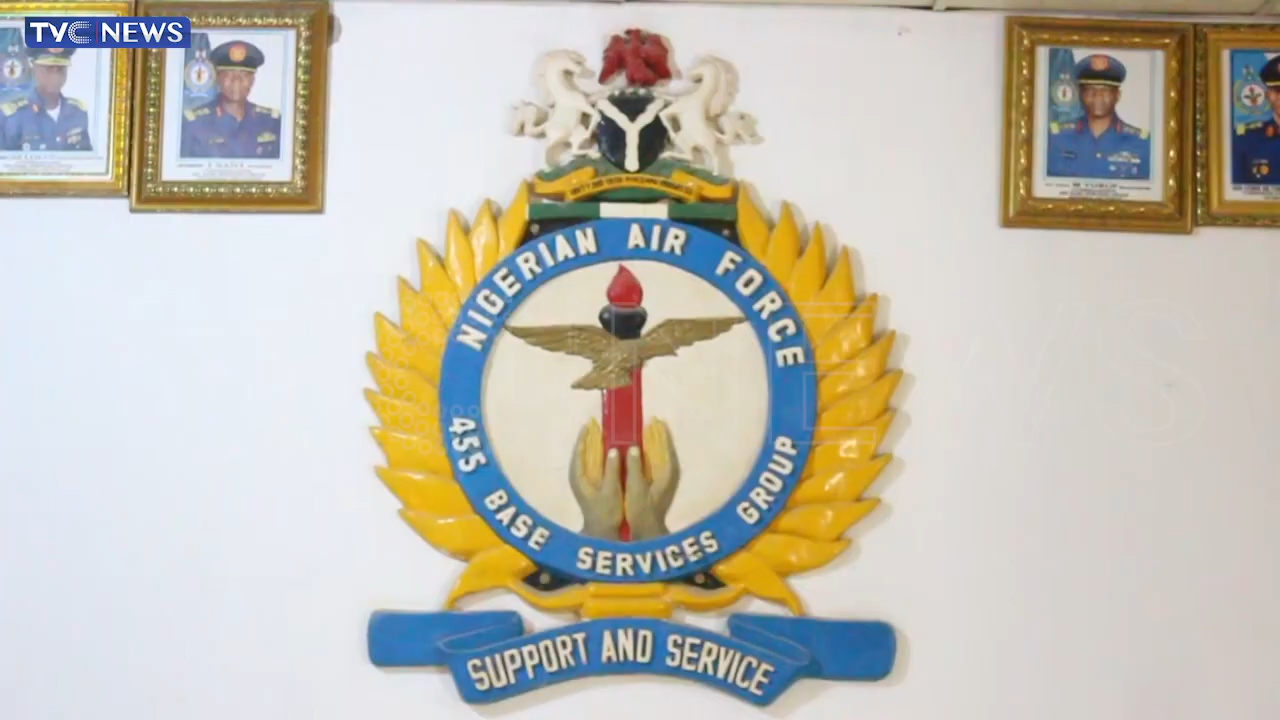 TVC NEWS
NIGERIAN AIR FORCE
455 BASE SERVICES GROUP
SUPPORT AND SERVICE